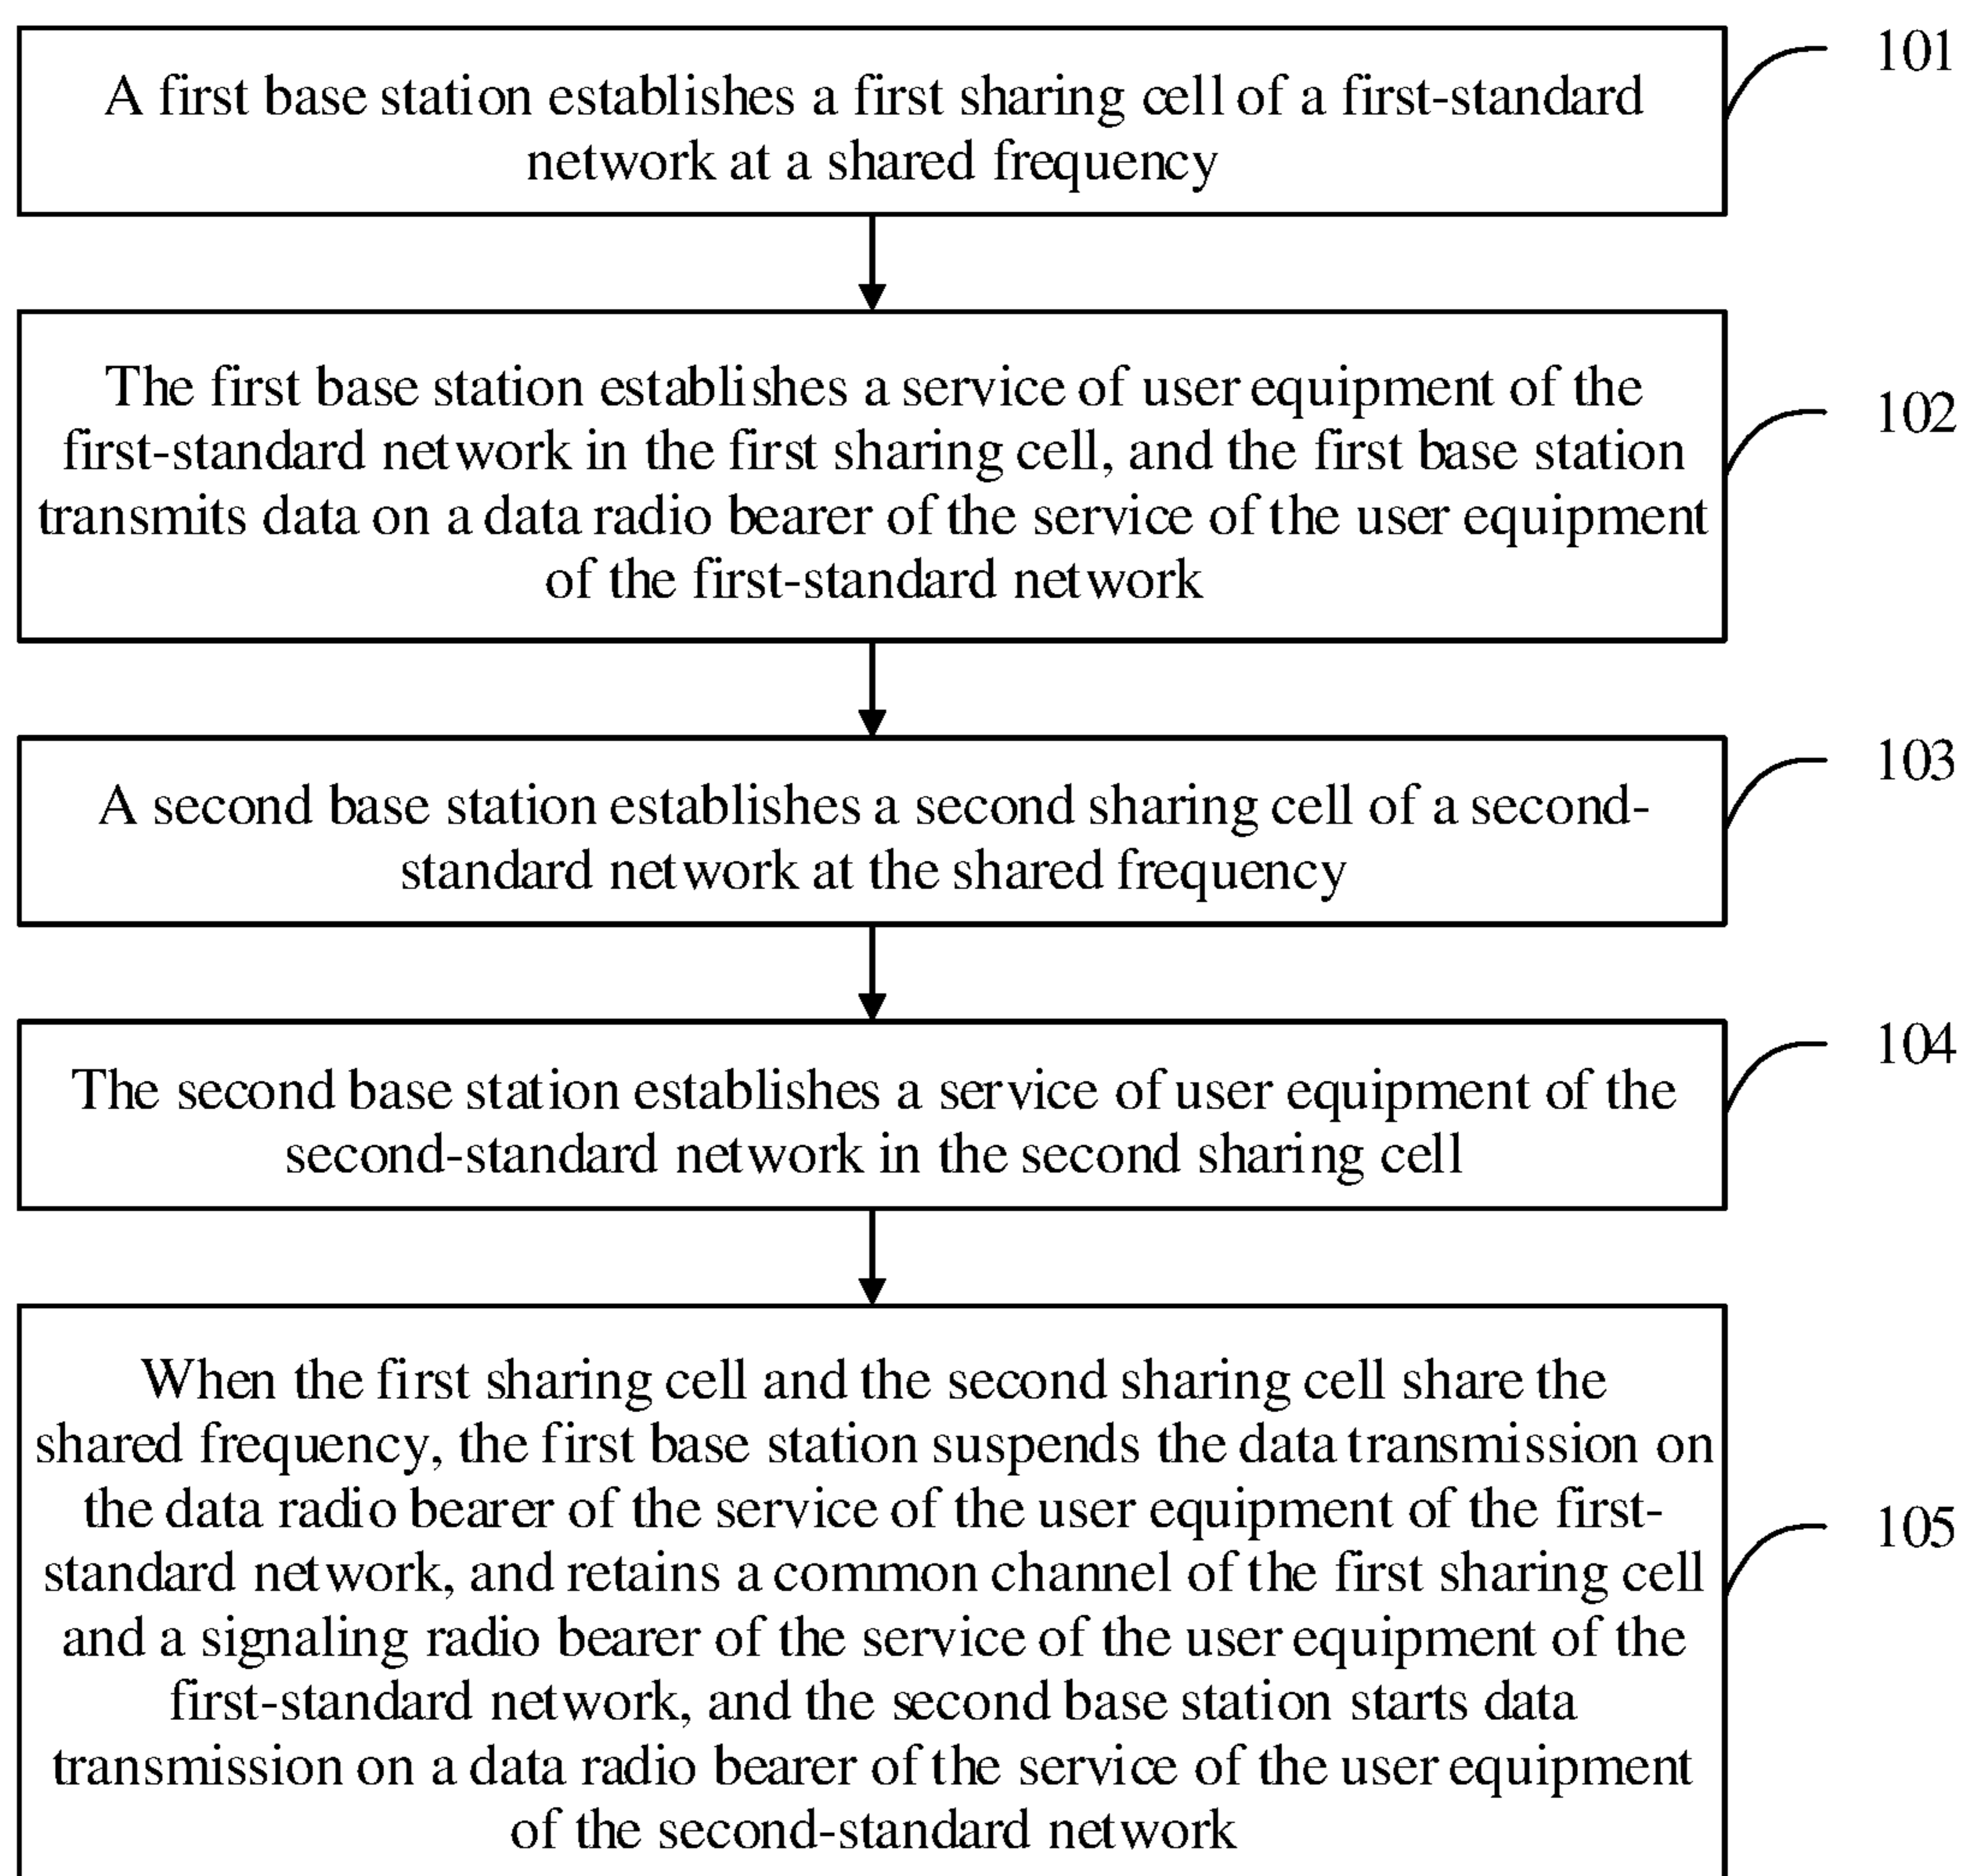 A first base station establishes a first sharing cell of a first-standard
network at a shared frequency
101
The first base station establishes a service of user equipment of the
first-standard network in the first sharing cell, and the first base station
transmits data on a data radio bearer of the service of the user equipment
of the first-standard network
102
A second base station establishes a second sharing cell of a second-
standard network at the shared frequency
103
The second base station establishes a service of user equipment of the
second-standard network in the second sharing cell
104
When the first sharing cell and the second sharing cell share the
shared frequency, the first base station suspends the data transmission on
the data radio bearer of the service of the user equipment of the first-
standard network, and retains a common channel of the first sharing cell
and a signaling radio bearer of the service of the user equipment of the
first-standard network, and the second base station starts data
transmission on a data radio bearer of the service of the user equipment
of the second-standard network
105